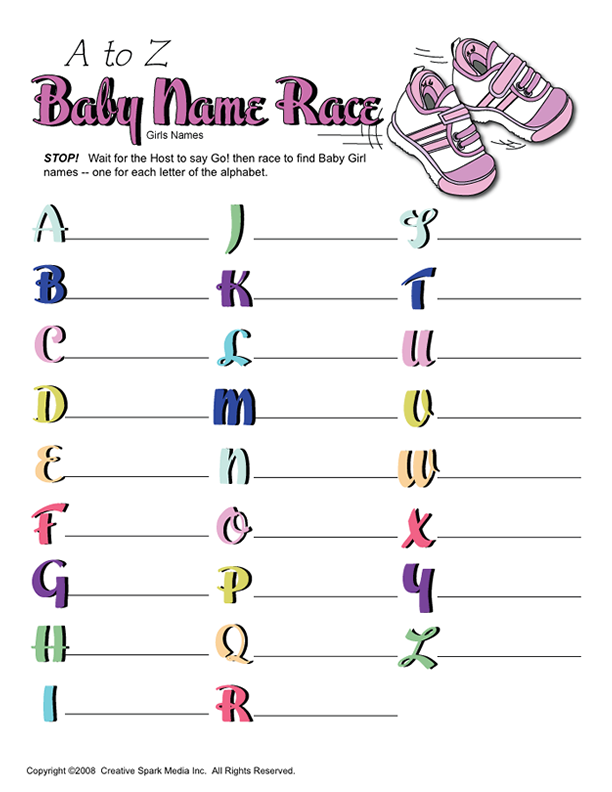 A to Z
Baby Name Race
Girls Names
STOP! Wait for the Host to say Go! then race to find Baby Girl
names -- one for each letter of the alphabet.
A
B
C
D
E
F
G
H
I
J
K
L
M
N
O
P
Q
R
S
T
U
V
W
X
Y
Z
Copyright ©2008 Creative Spark Media Inc. All Rights Reserved.